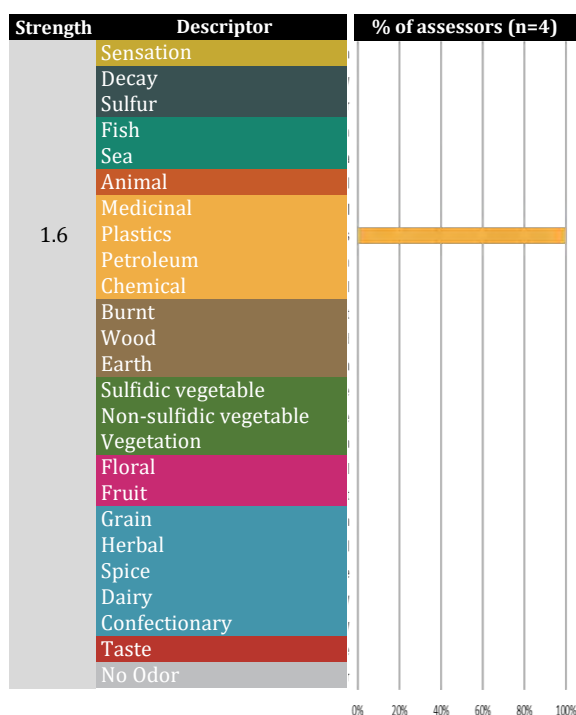 Strength Descriptor % of assessors (n=4)
Sensation
Decay
Sulfur
Fish
Sea
Animal
Medicinal
1.6 Plastics
Petroleum
Chemical
Burnt
Wood
Earth
Sulfidic vegetable
Non-sulfidic vegetable
Vegetation
Floral
Fruit
Grain
Herbal
Spice
Dairy
Confectionary
Taste
No Odor
0% 20% 40% 60% 80% 100%